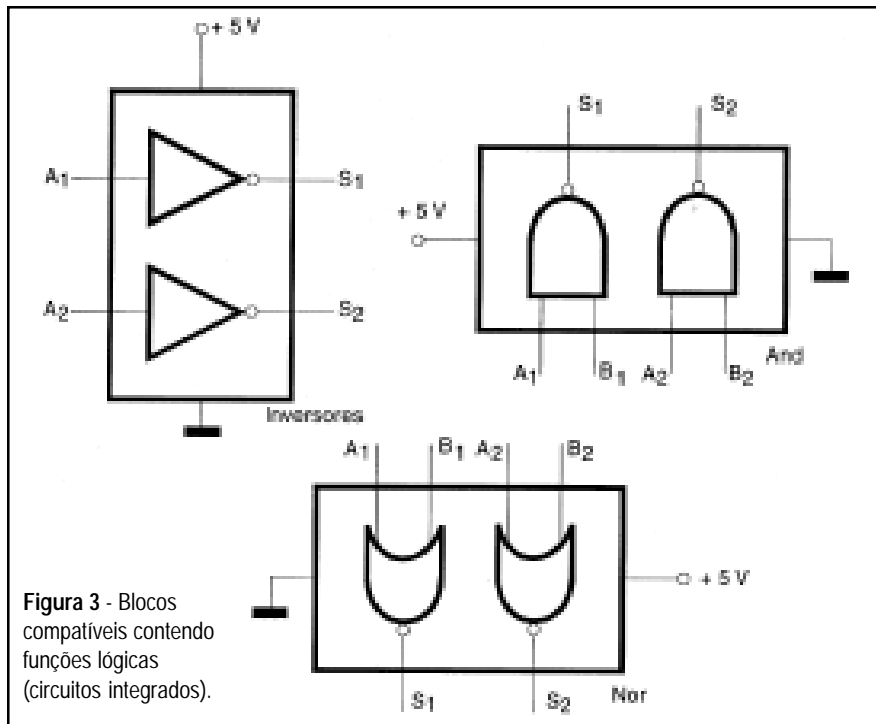 + 5 V
A1
S1
A2
S2
Inversores
S1
S2
+ 5 V
A1
B1
A2
B2
And
A1
B1
A2
B2
+ 5 V
S1
S2
Nor
Figura 3 - Blocos
compatíveis contendo
funções lógicas
(circuitos integrados).